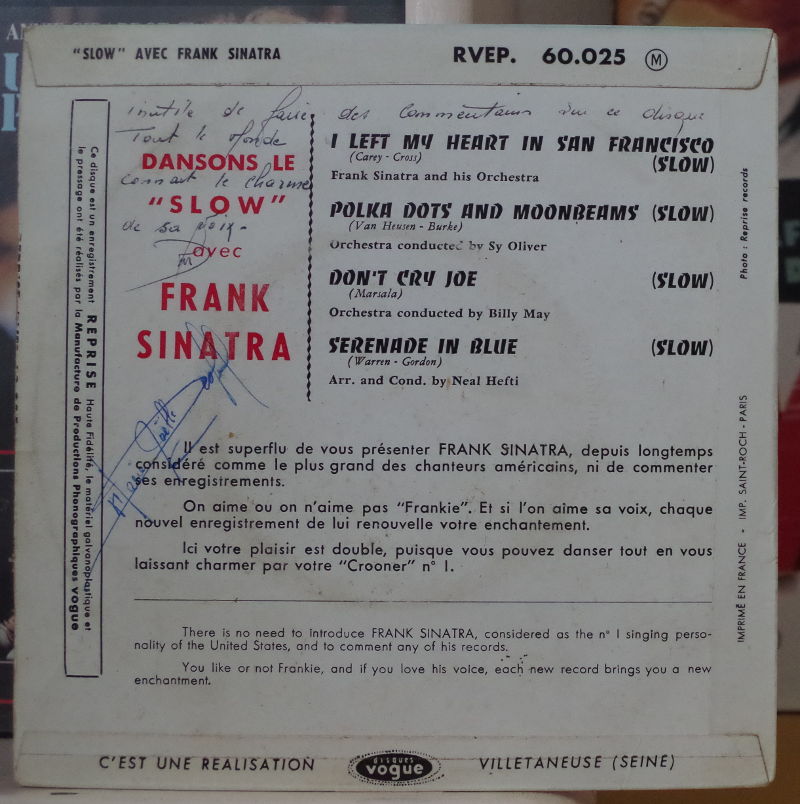 "SLOW" AVEC FRANK SINATRA
RVEP. 60.025 M
inutile de faire des commentaires sur ce disque
Tout le monde
connait le charme
de sa voix -
DANSONS LE
"SLOW"
avec
FRANK
SINATRA
I LEFT MY HEART IN SAN FRANCISCO
(Carey - Cross)
(SLOW)
Frank Sinatra and his Orchestra
POLKA DOTS AND MOONBEAMS (SLOW)
(Van Heusen - Burke)
Orchestra conducted by Sy Oliver
DON'T CRY JOE (SLOW)
(Marsala)
Orchestra conducted by Billy May
SERENADE IN BLUE (SLOW)
(Warren - Gordon)
Arr. and Cond. by Neal Hefti
Ce disque est un enregistrement REPRISE Haute Fidélité, le matériel galvanoplastique et
le pressage ont été réalisés par la Manufacture de Productions Phonographiques VOGUE
Photo : Reprise records
IMPRIMÉ EN FRANCE - IMP. SAINT-ROCH - PARIS
Il est superflu de vous présenter FRANK SINATRA, depuis longtemps
considéré comme le plus grand des chanteurs américains, ni de commenter
ses enregistrements.
On aime ou on n'aime pas "Frankie". Et si l'on aime sa voix, chaque
nouvel enregistrement de lui renouvelle votre enchantement.
Ici votre plaisir est double, puisque vous pouvez danser tout en vous
laissant charmer par votre "Crooner" n° 1.
There is no need to introduce FRANK SINATRA, considered as the n° 1 singing perso-
nality of the United States, and to comment any of his records.
You like or not Frankie, and if you love his voice, each new record brings you a new
enchantment.
C'EST UNE REALISATION disques vogue VILLETANEUSE (SEINE)